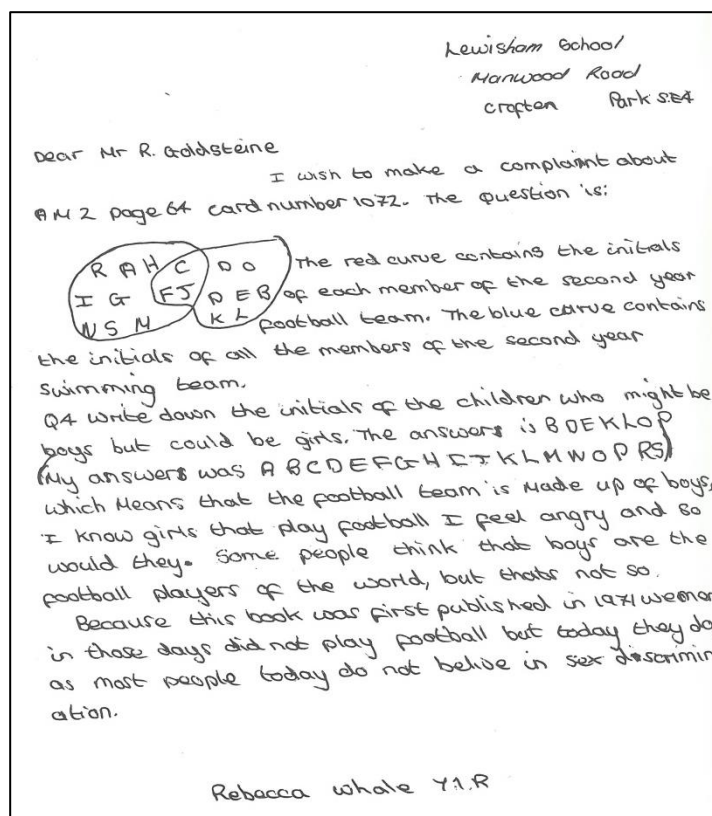 Lewisham School
Manwood Road
Crofton Park S.E4
Dear Mr R. Goldsteine
I wish to make a complaint about
AM2 page 64 card number 1072. The question is:
R A H C D O The red curve contains the initials
I G F J P E B of each member of the second year
N S M K L football team. The blue curve contains
the initials of all the members of the second year
swimming team.
Q4 write down the initials of the children who might be
boys but could be girls. The answers is B D E K L O P
(My answers was A B C D E F G H I J K L M N O P R S)
which Means that the football team is Made up of boys,
I know girls that play football I feel angry and so
would they. Some people think that boys are the
football players of the world, but thats not so.
Because this book was first published in 1971 women
in those days did not play football but today they do
as most people today do not belive in sex discrimin
ation.
Rebecca whale Y.1.R